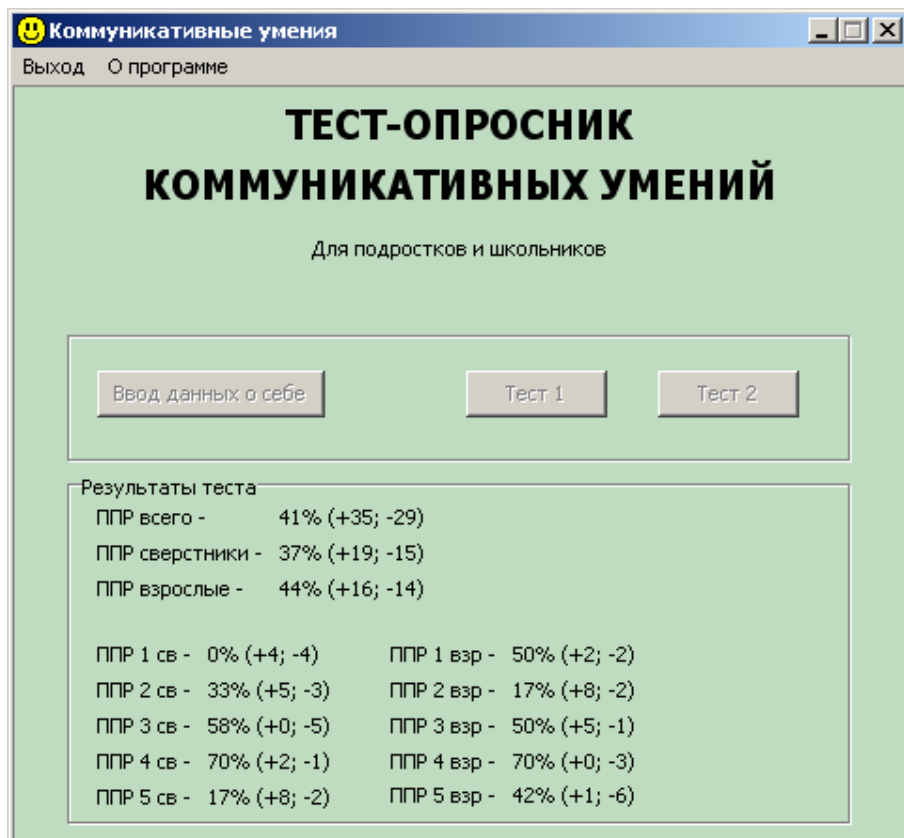 Коммуникативные умения
Выход О программе
ТЕСТ-ОПРОСНИК
КОММУНИКАТИВНЫХ УМЕНИЙ
Для подростков и школьников
Ввод данных о себе Тест 1 Тест 2
Результаты теста
ППР всего - 41% (+35; -29)
ППР сверстники - 37% (+19; -15)
ППР взрослые - 44% (+16; -14)
ППР 1 св - 0% (+4; -4) ППР 1 взр - 50% (+2; -2)
ППР 2 св - 33% (+5; -3) ППР 2 взр - 17% (+8; -2)
ППР 3 св - 58% (+0; -5) ППР 3 взр - 50% (+5; -1)
ППР 4 св - 70% (+2; -1) ППР 4 взр - 70% (+0; -3)
ППР 5 св - 17% (+8; -2) ППР 5 взр - 42% (+1; -6)